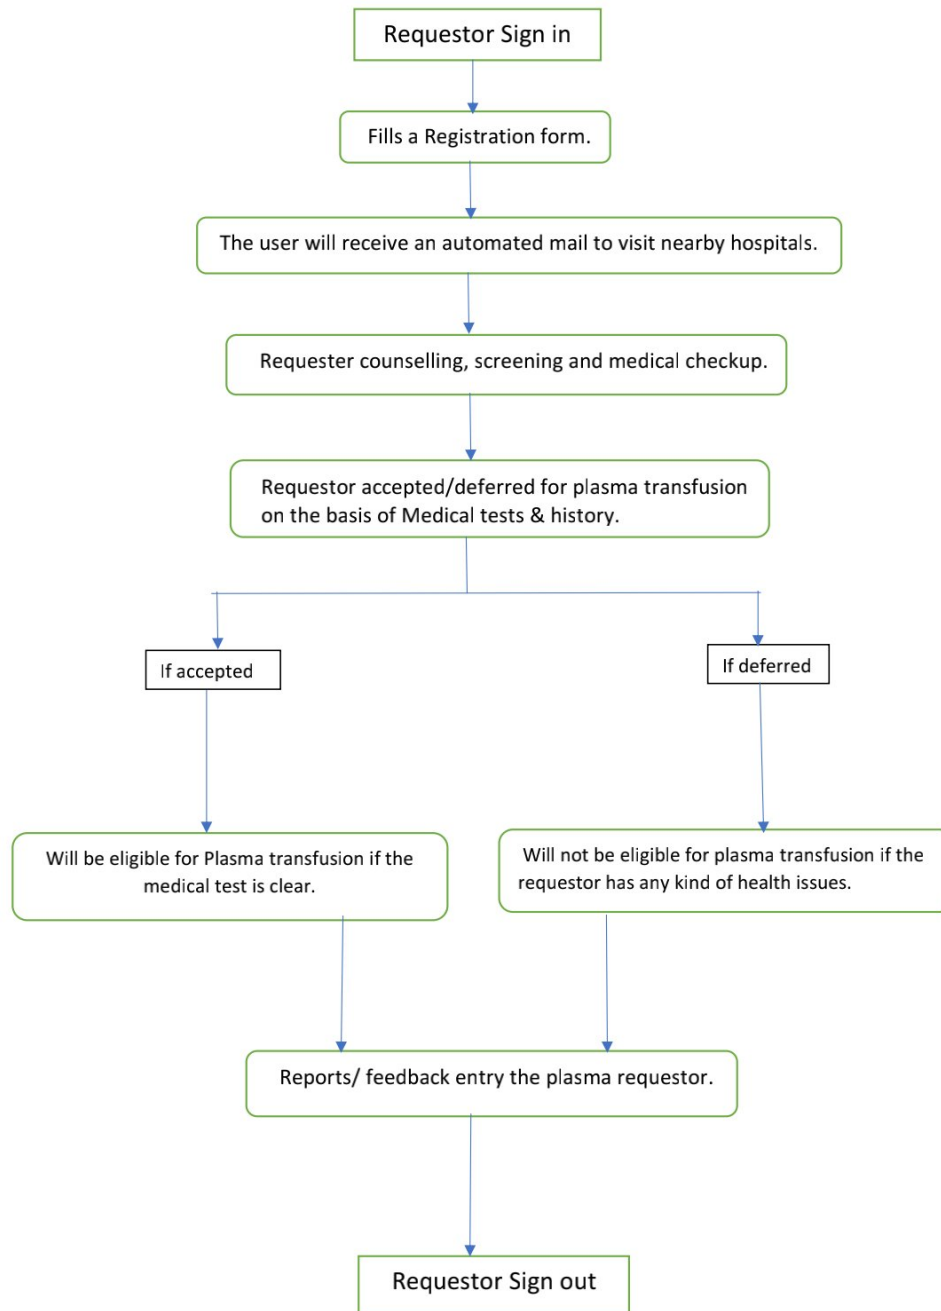 Requestor Sign in
Fills a Registration form.
The user will receive an automated mail to visit nearby hospitals.
Requester counselling, screening and medical checkup.
Requestor accepted/deferred for plasma transfusion
on the basis of Medical tests & history.
If accepted
If deferred
Will be eligible for Plasma transfusion if the
medical test is clear.
Will not be eligible for plasma transfusion if the
requestor has any kind of health issues.
Reports/ feedback entry the plasma requestor.
Requestor Sign out